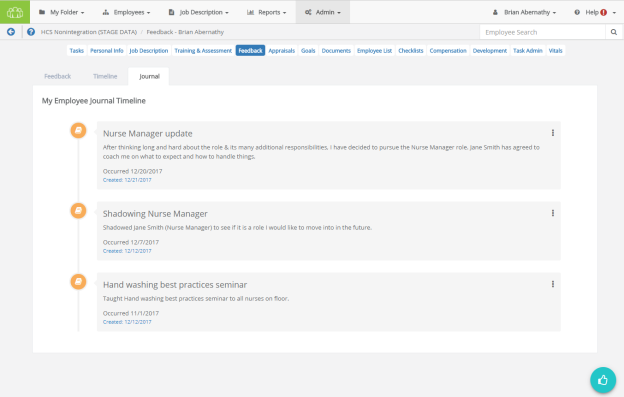 My Folder Employees Job Description Reports Admin Brian Abernathy Help
HCS Nonintegration (STAGE DATA) / Feedback - Brian Abernathy Employee Search
Tasks Personal Info Job Description Training & Assessment Feedback Appraisals Goals Documents Employee List Checklists Compensation Development Task Admin Vitals
Feedback Timeline Journal
My Employee Journal Timeline
Nurse Manager update
After thinking long and hard about the role & its many additional responsibilities, I have decided to pursue the Nurse Manager role. Jane Smith has agreed to
coach me on what to expect and how to handle things.
Occurred 12/20/2017
Created: 12/21/2017
Shadowing Nurse Manager
Shadowed Jane Smith (Nurse Manager) to see if it is a role I would like to move into in the future.
Occurred 12/7/2017
Created: 12/12/2017
Hand washing best practices seminar
Taught Hand washing best practices seminar to all nurses on floor.
Occurred 11/1/2017
Created: 12/12/2017